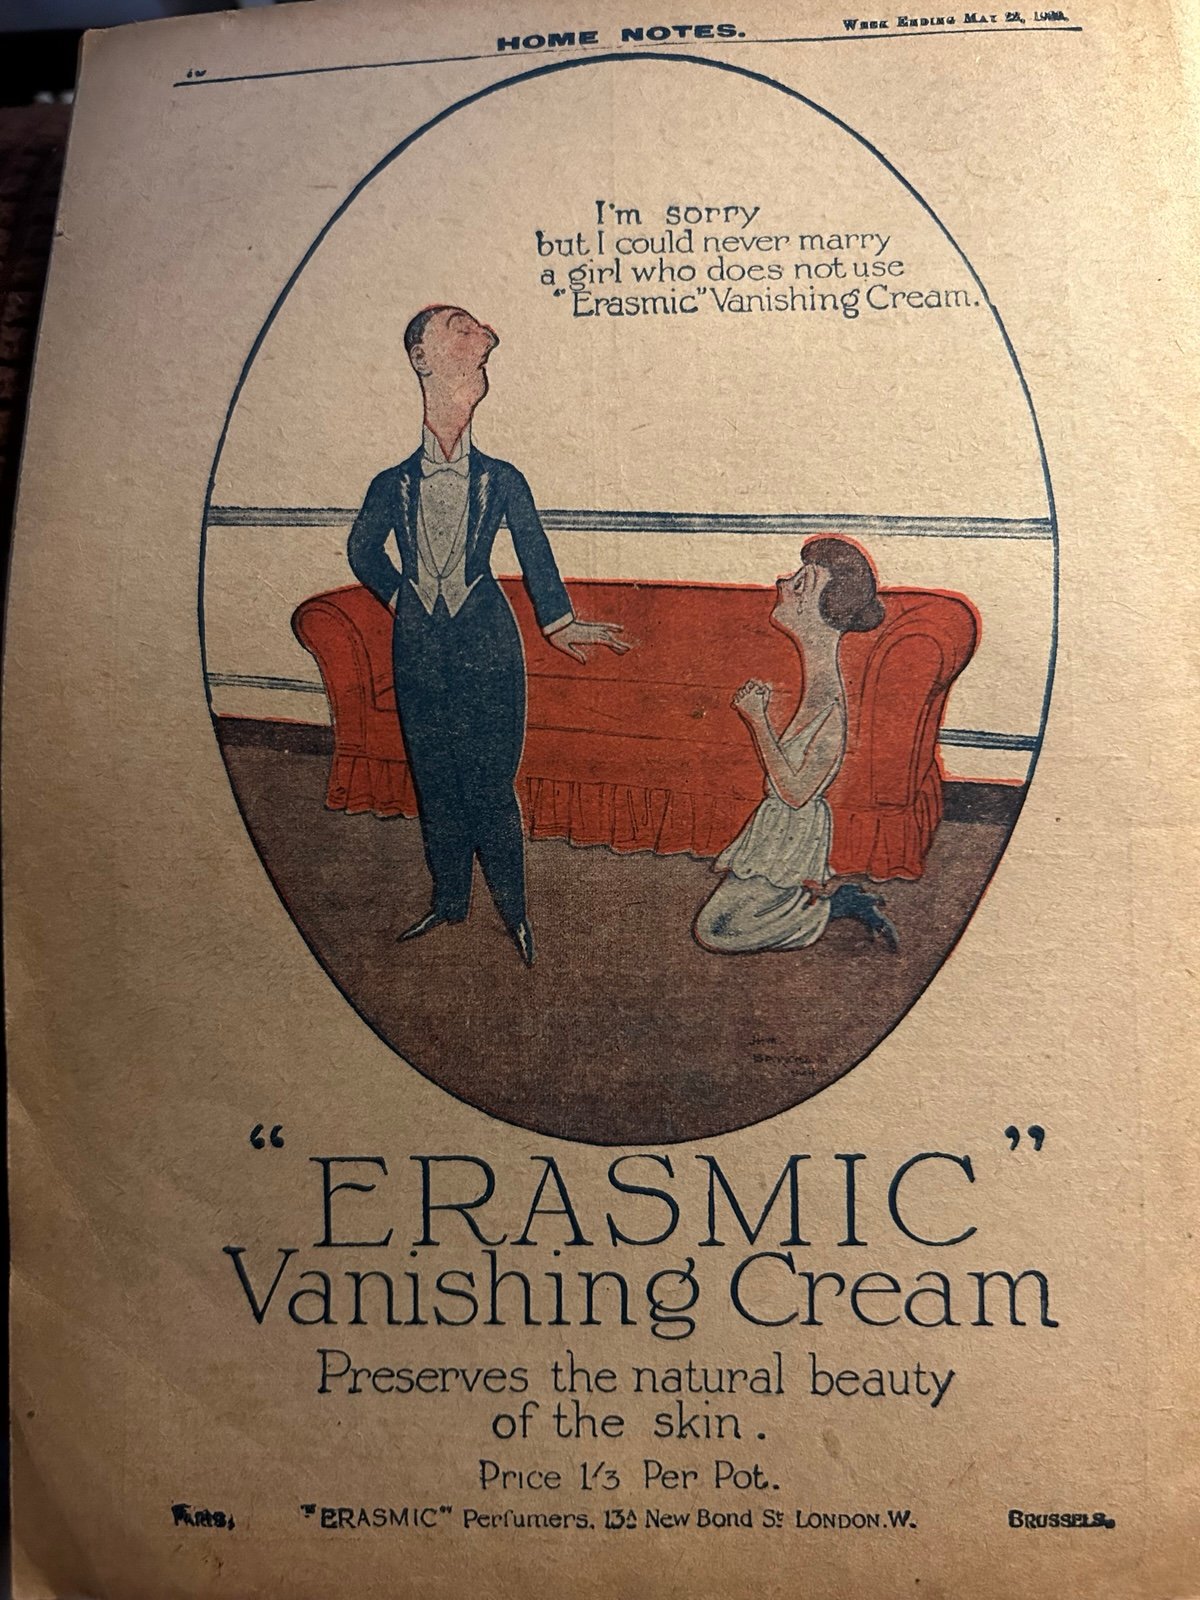 HOME NOTES.
WEEK ENDING MAY 22,
iv
I'm sorry
but I could never marry
a girl who does not use
"Erasmic" Vanishing Cream.
"ERASMIC"
Vanishing Cream
Preserves the natural beauty
of the skin.
Price 1/3 Per Pot.
PARIS. "ERASMIC" Perfumers. 13A New Bond St LONDON.W. BRUSSELS.